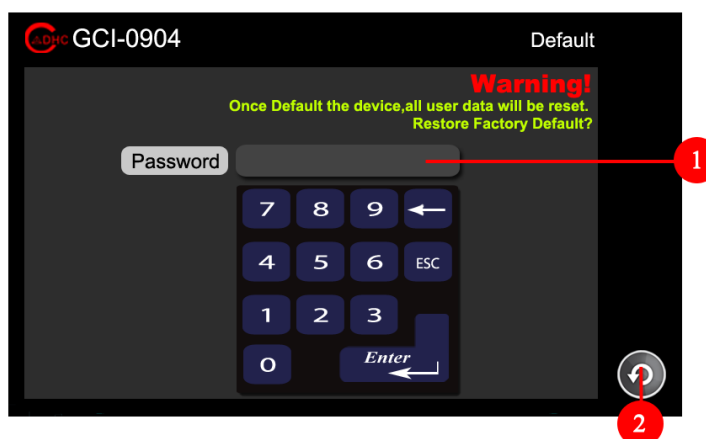 ADHC GCI-0904
Default
Warning!
Once Default the device,all user data will be reset.
Restore Factory Default?
Password
1
7 8 9
4 5 6 ESC
1 2 3
0 Enter
2